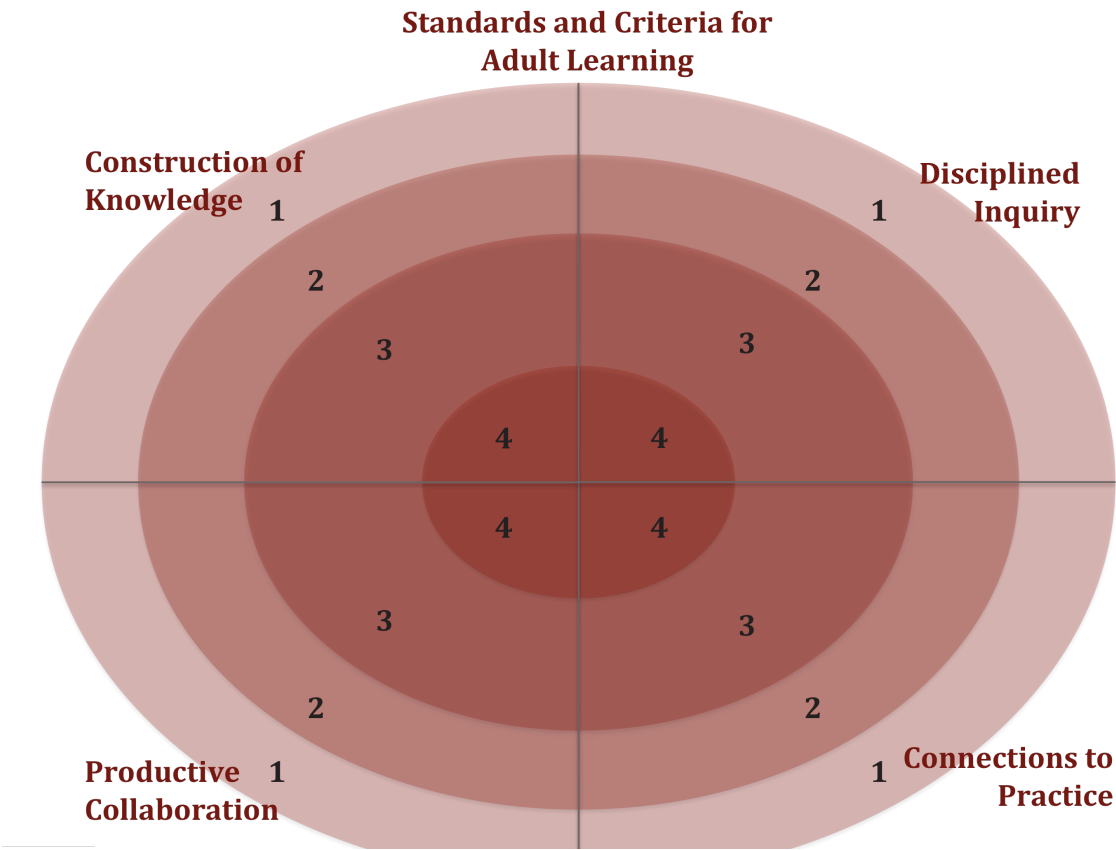 Standards and Criteria for
Adult Learning
Construction of
Knowledge
Disciplined
Inquiry
1
1
2
2
3
3
4
4
4
4
3
3
2
2
Productive
Collaboration
1
1
Connections to
Practice